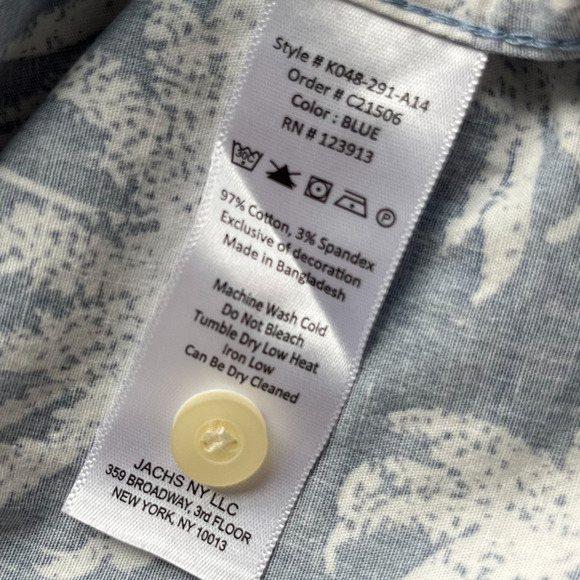 Style # K048-291-A14
Order # C21506
Color : BLUE
RN # 123913
30C P
97% Cotton, 3% Spandex
Exclusive of decoration
Made in Bangladesh
Machine Wash Cold
Do Not Bleach
Tumble Dry Low Heat
Iron Low
Can Be Dry Cleaned
JACHS NY LLC
359 BROADWAY, 3rd FLOOR
NEW YORK, NY 10013